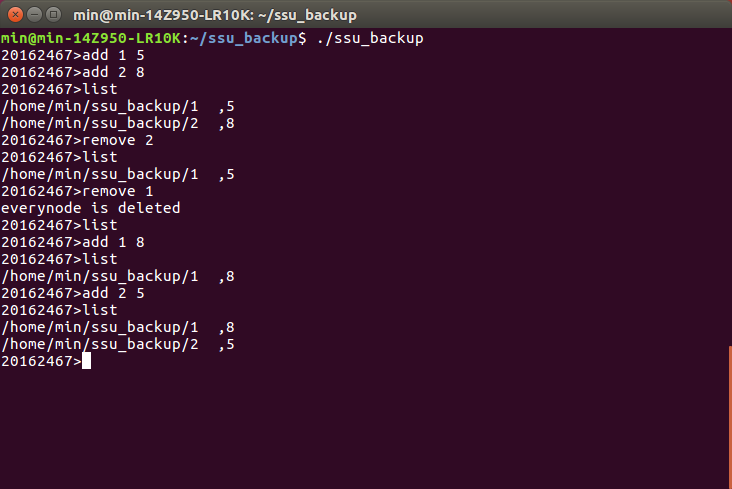 min@min-14Z950-LR10K: ~/ssu_backup
min@min-14Z950-LR10K:~/ssu_backup$ ./ssu_backup
20162467>add 1 5
20162467>add 2 8
20162467>list
/home/min/ssu_backup/1  ,5
/home/min/ssu_backup/2  ,8
20162467>remove 2
20162467>list
/home/min/ssu_backup/1  ,5
20162467>remove 1
everynode is deleted
20162467>list
20162467>add 1 8
20162467>list
/home/min/ssu_backup/1  ,8
20162467>add 2 5
20162467>list
/home/min/ssu_backup/1  ,8
/home/min/ssu_backup/2  ,5
20162467>